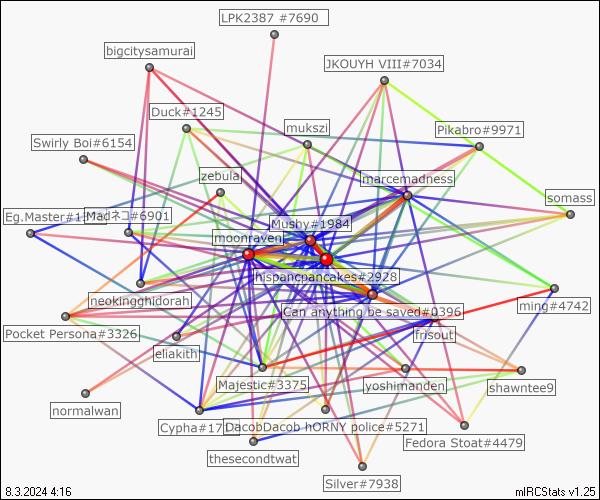 LPK2387 #7690
bigcitysamurai
JKOUYH VIII#7034
Duck#1245
mukszi
Pikabro#9971
Swirly Boi#6154
zebula
marcemadness
somass
Eg.Master#1
Madネコ#6901
Mushy#1984
moonraven
hispancpancakes#2928
neokingghidorah
Can anything be saved#0396
ming#4742
Pocket Persona#3326
frisout
eliakith
Majestic#3375
yoshimanden
shawntee9
normalwan
Cypha#17
DacobDacob hORNY police#5271
Fedora Stoat#4479
thesecondtwat
Silver#7938
8.3.2024 4:16
mIRCStats v1.25